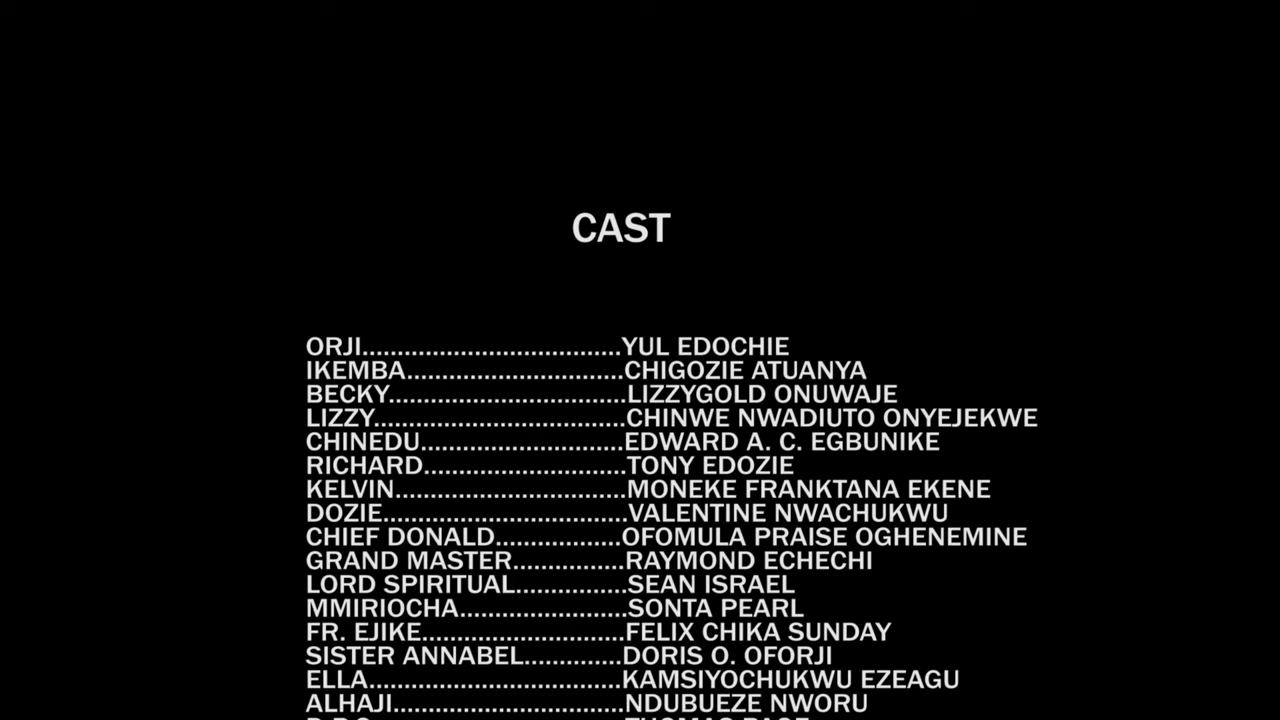 CAST
ORJI.....................................YUL EDOCHIE
IKEMBA...............................CHIGOZIE ATUANYA
BECKY..................................LIZZYGOLD ONUWAJE
LIZZY....................................CHINWE NWADIUTO ONYEJEKWE
CHINEDU.............................EDWARD A. C. EGBUNIKE
RICHARD.............................TONY EDOZIE
KELVIN.................................MONEKE FRANKTANA EKENE
DOZIE...................................VALENTINE NWACHUKWU
CHIEF DONALD..................OFOMULA PRAISE OGHENEMINE
GRAND MASTER................RAYMOND ECHECHI
LORD SPIRITUAL................SEAN ISRAEL
MMIRIOCHA........................SONTA PEARL
FR. EJIKE.............................FELIX CHIKA SUNDAY
SISTER ANNABEL..............DORIS O. OFORJI
ELLA....................................KAMSIYOCHUKWU EZEAGU
ALHAJI.................................NDUBUEZE NWORU